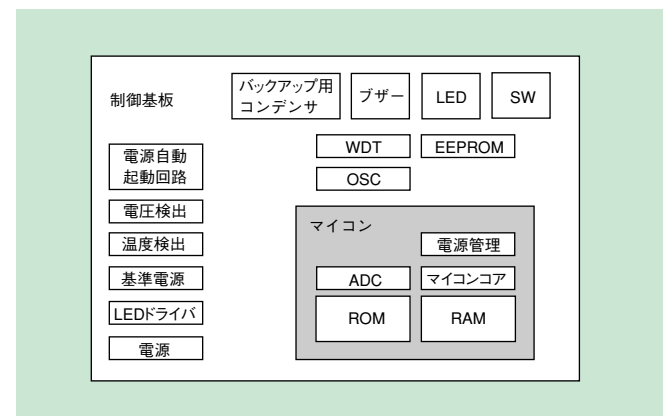 制御基板
バックアップ用
コンデンサ
ブザー
LED
SW
WDT
EEPROM
OSC
電源自動
起動回路
電圧検出
温度検出
基準電源
LEDドライバ
電源
マイコン
電源管理
ADC
マイコンコア
ROM
RAM